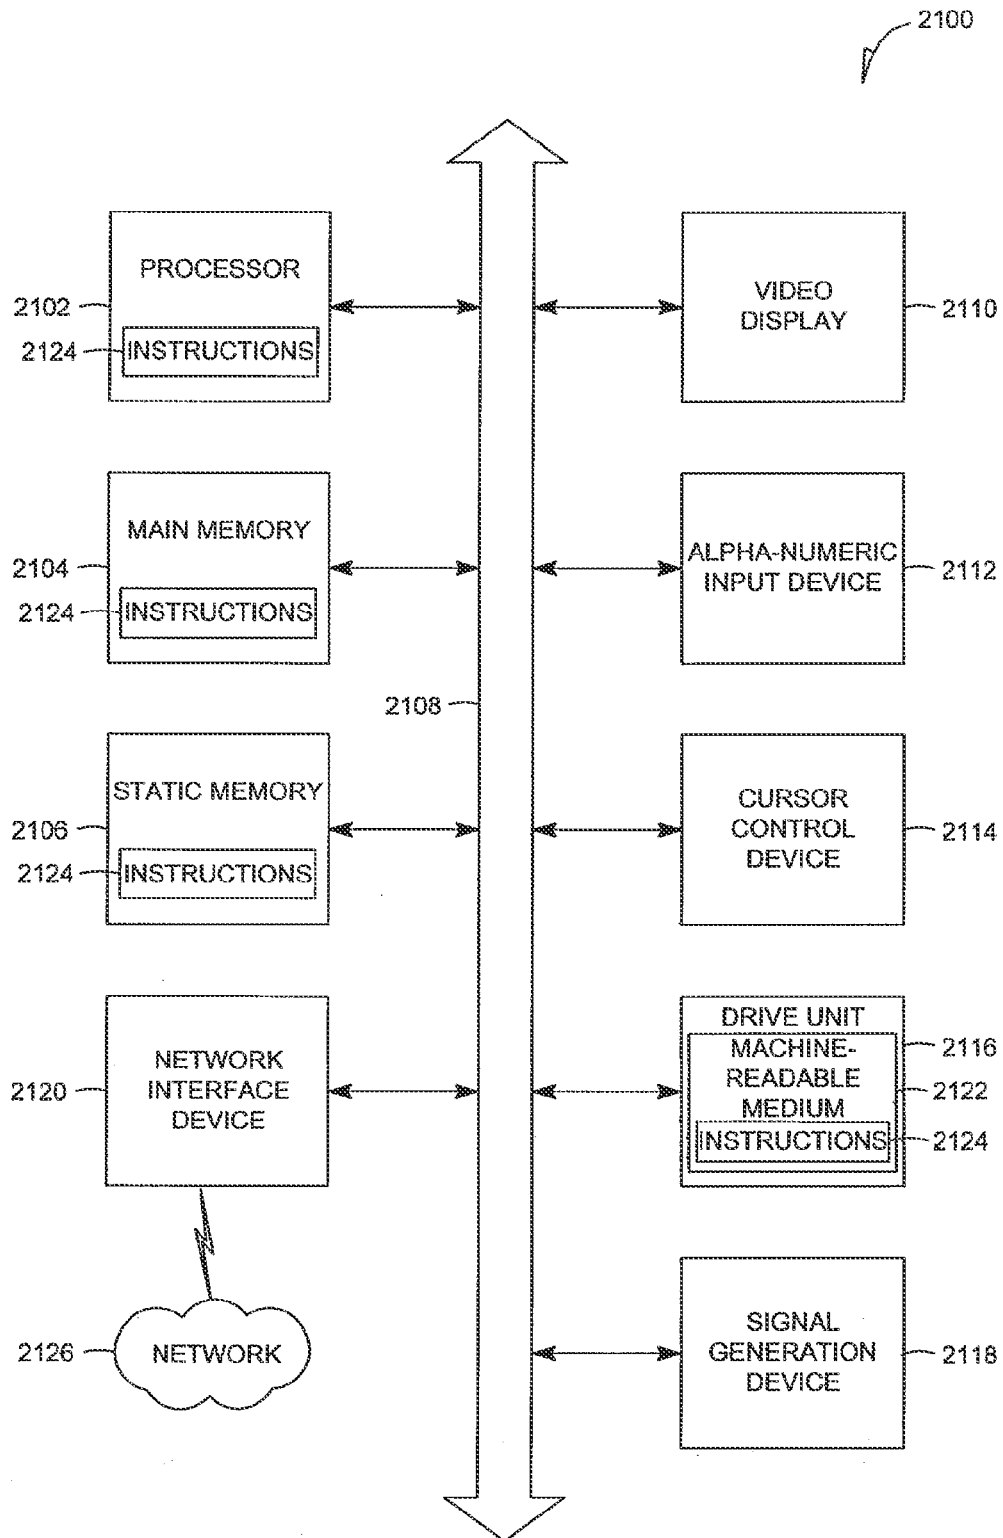 2100
PROCESSOR
2102
2124
INSTRUCTIONS
VIDEO
DISPLAY
2110
MAIN MEMORY
2104
2124
INSTRUCTIONS
ALPHA-NUMERIC
INPUT DEVICE
2112
2108
STATIC MEMORY
2106
2124
INSTRUCTIONS
CURSOR
CONTROL
DEVICE
2114
NETWORK
INTERFACE
DEVICE
2120
DRIVE UNIT
2116
MACHINE-
READABLE
MEDIUM
2122
INSTRUCTIONS
2124
NETWORK
2126
SIGNAL
GENERATION
DEVICE
2118